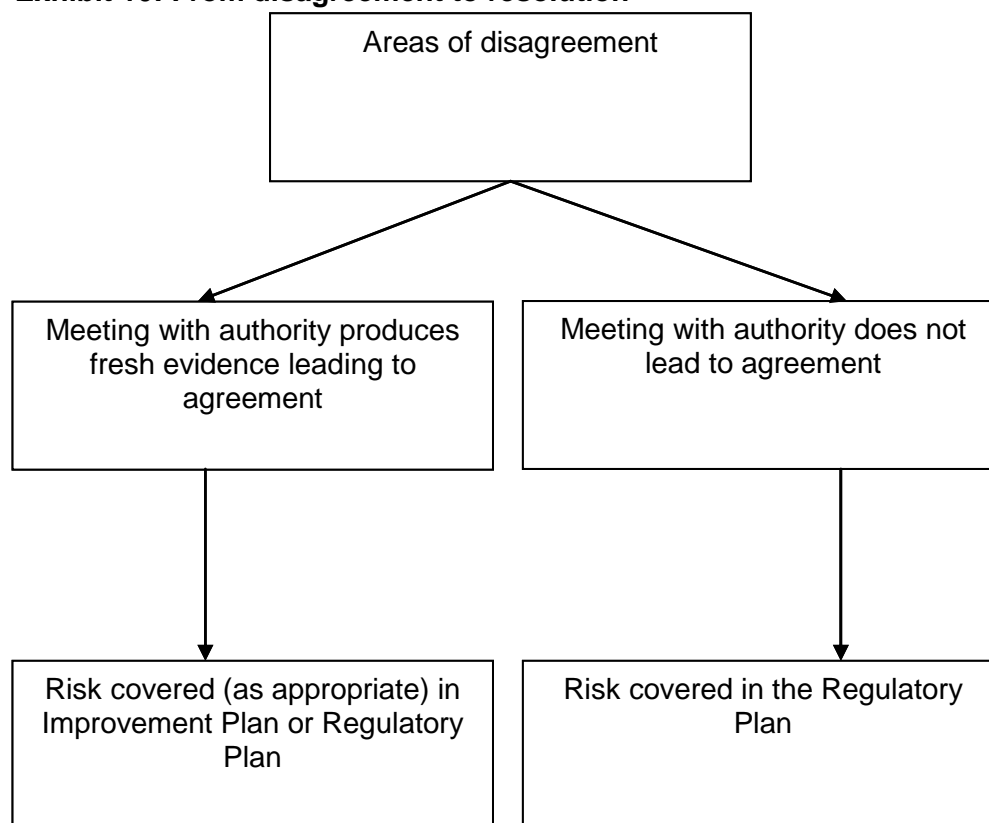 Areas of disagreement
Meeting with authority produces
fresh evidence leading to
agreement
Meeting with authority does not
lead to agreement
Risk covered (as appropriate) in
Improvement Plan or Regulatory
Plan
Risk covered in the Regulatory
Plan